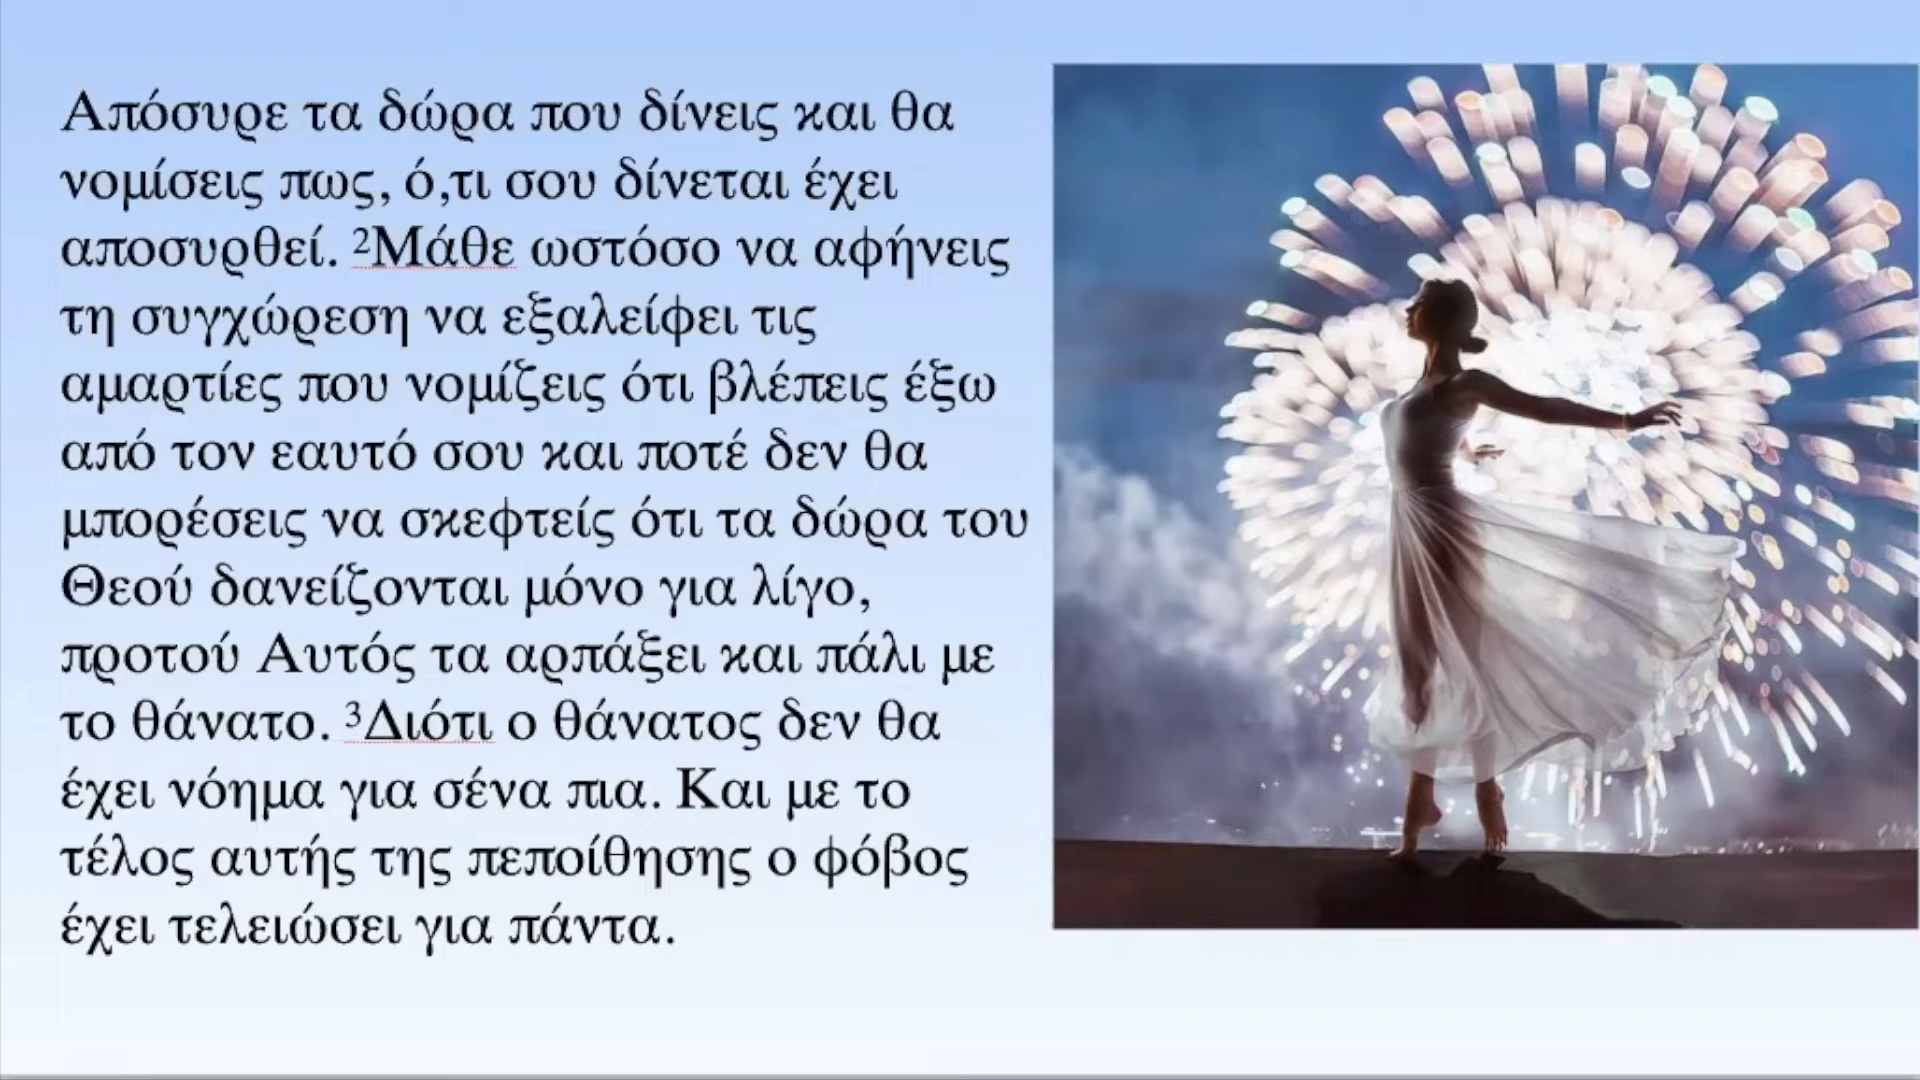 Απόσυρε τα δώρα που δίνεις και θα
νομίσεις πως, ό,τι σου δίνεται έχει
αποσυρθεί. ²Μάθε ωστόσο να αφήνεις
τη συγχώρεση να εξαλείφει τις
αμαρτίες που νομίζεις ότι βλέπεις έξω
από τον εαυτό σου και ποτέ δεν θα
μπορέσεις να σκεφτείς ότι τα δώρα του
Θεού δανείζονται μόνο για λίγο,
προτού Αυτός τα αρπάξει και πάλι με
το θάνατο. ³Διότι ο θάνατος δεν θα
έχει νόημα για σένα πια. Και με το
τέλος αυτής της πεποίθησης ο φόβος
έχει τελειώσει για πάντα.